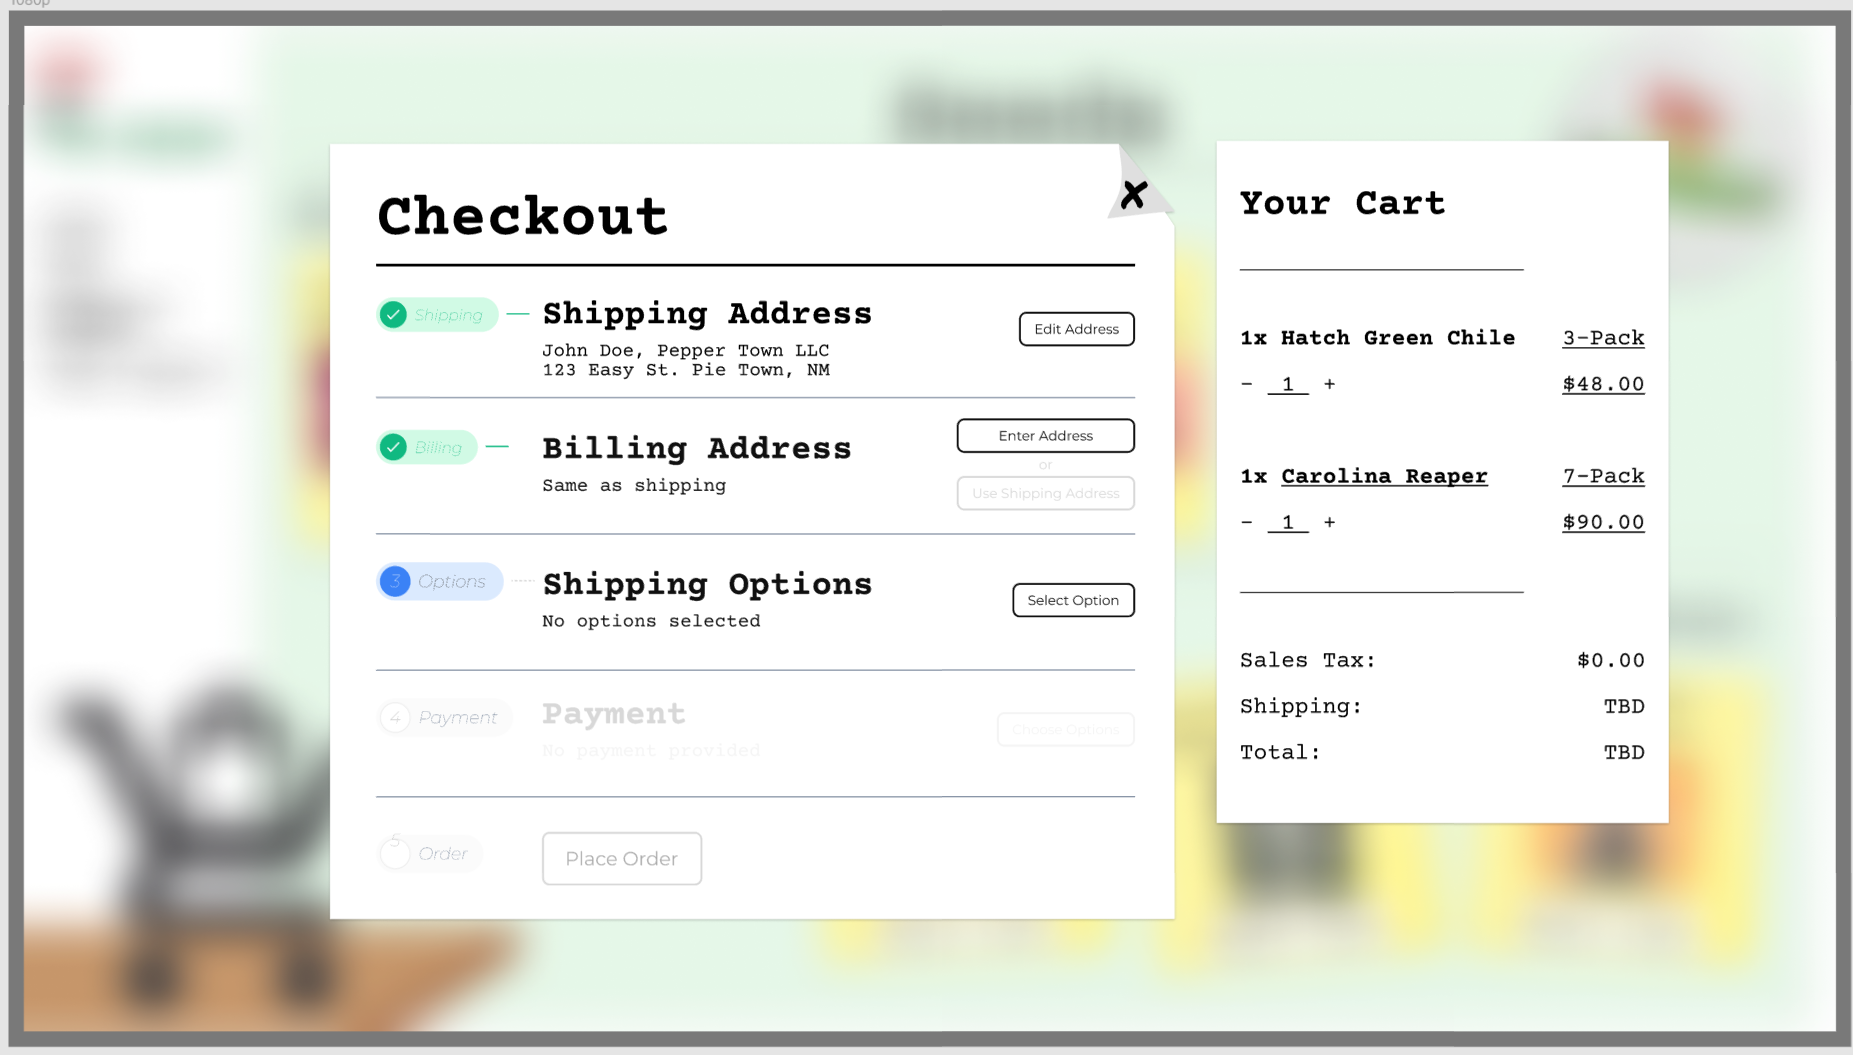 1080p
Checkout
Shipping
Shipping Address
John Doe, Pepper Town LLC
123 Easy St. Pie Town, NM
Edit Address
Billing
Billing Address
Same as shipping
Enter Address
or
Use Shipping Address
3 Options
Shipping Options
No options selected
Select Option
4 Payment
Payment
No payment provided
Choose Options
5 Order
Place Order
Your Cart
1x Hatch Green Chile 3-Pack
- 1 + $48.00
1x Carolina Reaper 7-Pack
- 1 + $90.00
Sales Tax: $0.00
Shipping: TBD
Total: TBD